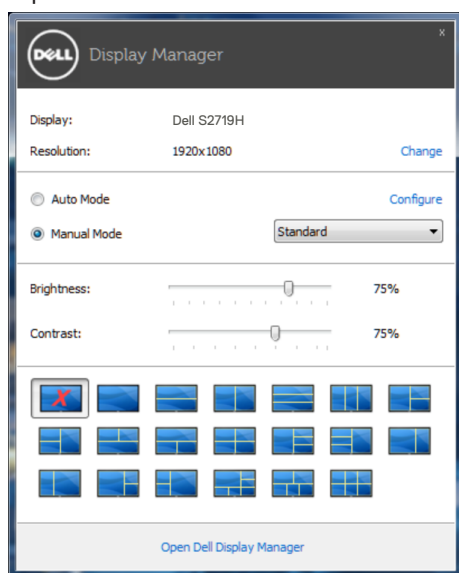 x
DELL Display Manager
Display: Dell S2719H
Resolution: 1920x1080 Change
Auto Mode Configure
Manual Mode Standard
Brightness: 75%
Contrast: 75%
Open Dell Display Manager